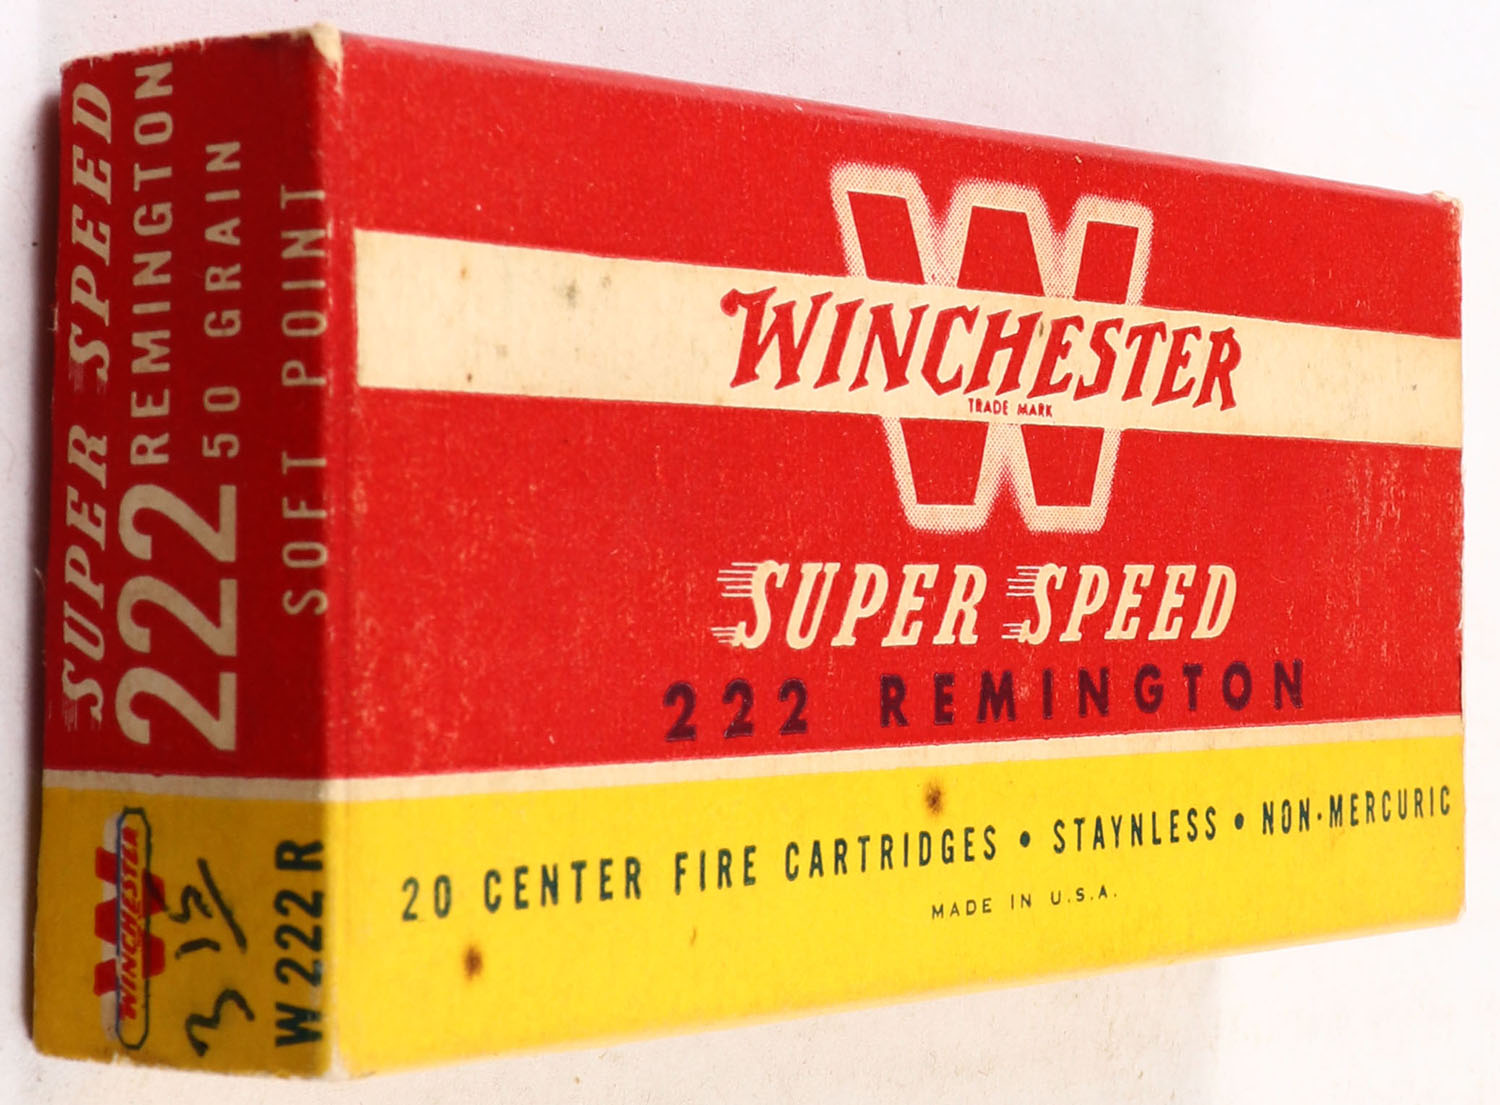 SUPER SPEED
222 REMINGTON
50 GRAIN
SOFT POINT
WINCHESTER
3 15
W222R
WINCHESTER
TRADE MARK
SUPER SPEED
222 REMINGTON
20 CENTER FIRE CARTRIDGES • STAYNLESS • NON-MERCURIC
MADE IN U.S.A.